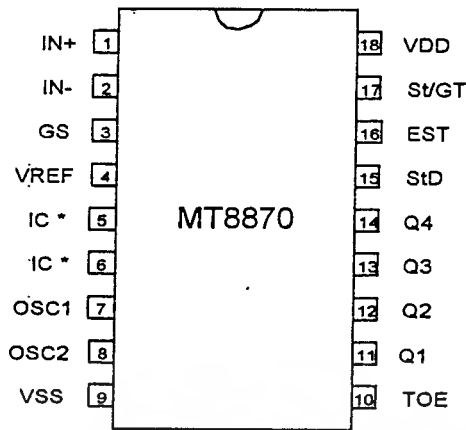 IN+ 1 18 VDD
IN- 2 17 St/GT
GS 3 16 EST
VREF 4 15 StD
IC * 5 MT8870 14 Q4
IC * 6 13 Q3
OSC1 7 12 Q2
OSC2 8 11 Q1
VSS 9 10 TOE